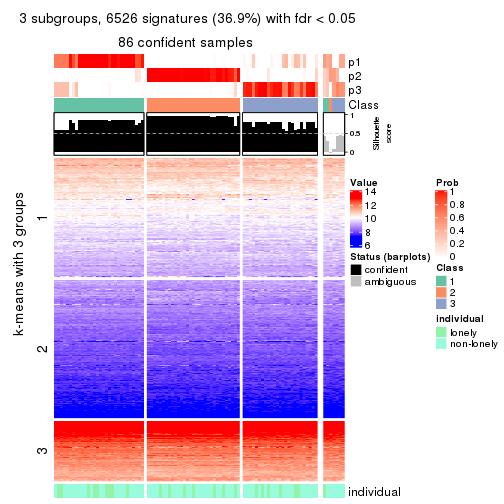 3 subgroups, 6526 signatures (36.9%) with fdr < 0.05
86 confident samples
p1
p2
p3
Class
1
0.5
0
Silhouette
score
k-means with 3 groups
1
2
3
individual
Value
14
12
10
8
6
Status (barplots)
confident
ambiguous
Prob
1
0.8
0.6
0.4
0.2
0
Class
1
2
3
individual
lonely
non-lonely